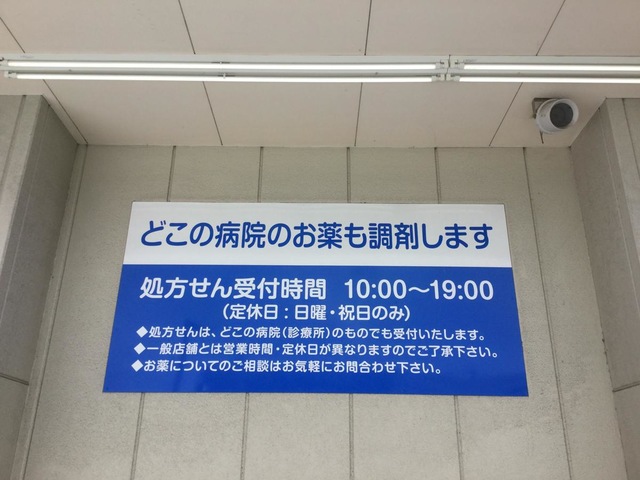 どこの病院のお薬も調剤します
処方せん受付時間 10:00〜19:00
(定休日:日曜・祝日のみ)
◆処方せんは、どこの病院(診療所)のものでも受付いたします。
◆一般店舗とは営業時間・定休日が異なりますのでご了承下さい。
◆お薬についてのご相談はお気軽にお問合わせ下さい。